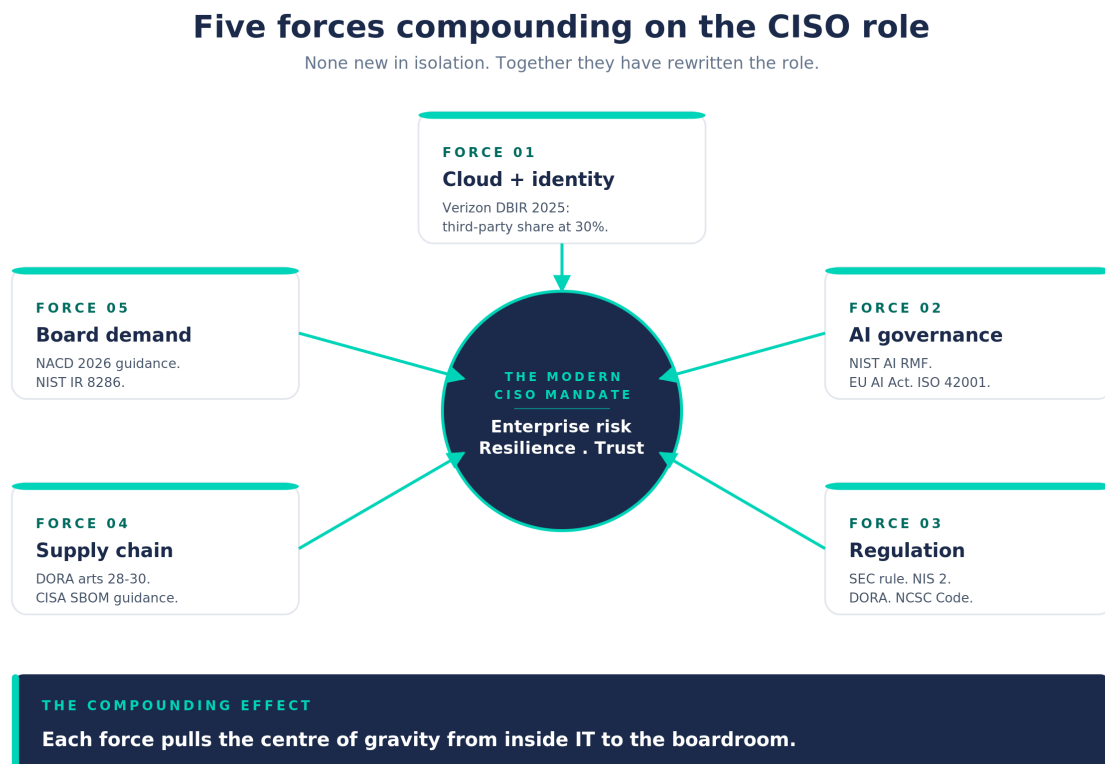 Five forces compounding on the CISO role
None new in isolation. Together they have rewritten the role.
FORCE 01
Cloud + identity
Verizon DBIR 2025:
third-party share at 30%.
FORCE 05
Board demand
NACD 2026 guidance.
NIST IR 8286.
FORCE 02
AI governance
NIST AI RMF.
EU AI Act. ISO 42001.
THE MODERN
CISO MANDATE
Enterprise risk
Resilience . Trust
FORCE 04
Supply chain
DORA arts 28-30.
CISA SBOM guidance.
FORCE 03
Regulation
SEC rule. NIS 2.
DORA. NCSC Code.
THE COMPOUNDING EFFECT
Each force pulls the centre of gravity from inside IT to the boardroom.